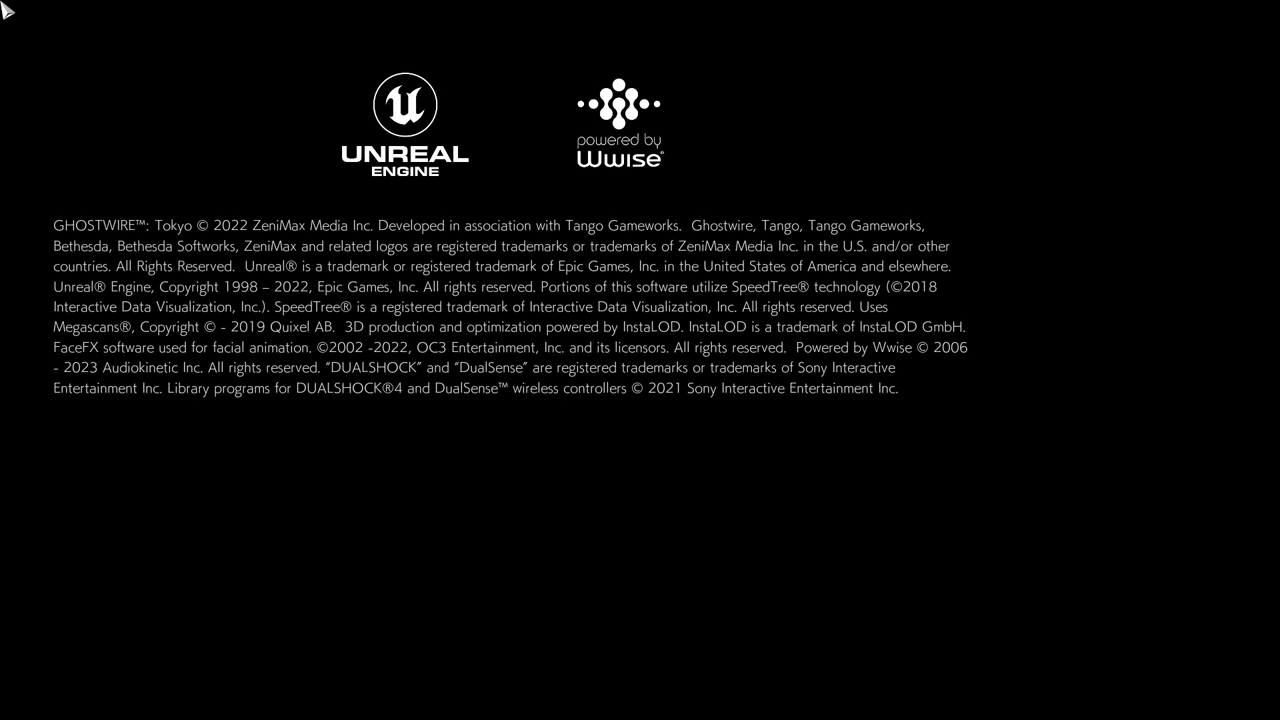 UNREAL
ENGINE
powered by
Wwise®
GHOSTWIRE™: Tokyo © 2022 ZeniMax Media Inc. Developed in association with Tango Gameworks.  Ghostwire, Tango, Tango Gameworks,
Bethesda, Bethesda Softworks, ZeniMax and related logos are registered trademarks or trademarks of ZeniMax Media Inc. in the U.S. and/or other
countries. All Rights Reserved.  Unreal® is a trademark or registered trademark of Epic Games, Inc. in the United States of America and elsewhere.
Unreal® Engine, Copyright 1998 – 2022, Epic Games, Inc. All rights reserved. Portions of this software utilize SpeedTree® technology (©2018
Interactive Data Visualization, Inc.). SpeedTree® is a registered trademark of Interactive Data Visualization, Inc. All rights reserved. Uses
Megascans®, Copyright © - 2019 Quixel AB.  3D production and optimization powered by InstaLOD. InstaLOD is a trademark of InstaLOD GmbH.
FaceFX software used for facial animation. ©2002 -2022, OC3 Entertainment, Inc. and its licensors. All rights reserved.  Powered by Wwise © 2006
- 2023 Audiokinetic Inc. All rights reserved. “DUALSHOCK” and “DualSense” are registered trademarks or trademarks of Sony Interactive
Entertainment Inc. Library programs for DUALSHOCK®4 and DualSense™ wireless controllers © 2021 Sony Interactive Entertainment Inc.